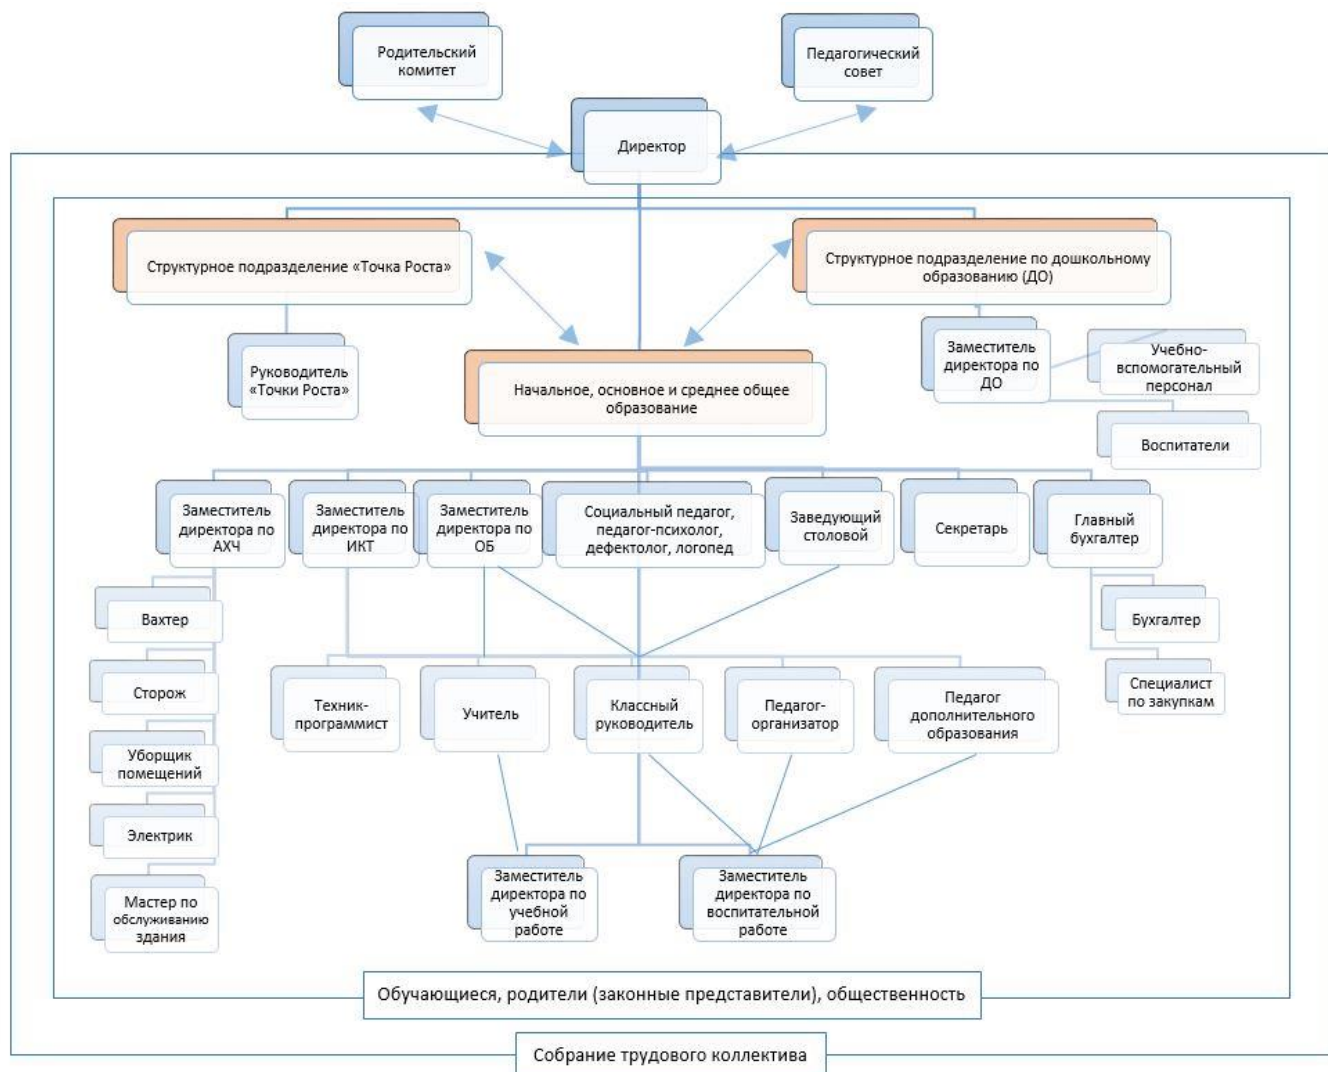 Родительский
комитет
Педагогический
совет
Директор
Структурное подразделение «Точка Роста»
Структурное подразделение по дошкольному
образованию (ДО)
Руководитель
«Точки Роста»
Заместитель
директора по
ДО
Учебно-
вспомогательный
персонал
Воспитатели
Начальное, основное и среднее общее
образование
Заместитель
директора по
АХЧ
Заместитель
директора по
ИКТ
Заместитель
директора по
ОБ
Социальный педагог,
педагог-психолог,
дефектолог, логопед
Заведующий
столовой
Секретарь
Главный
бухгалтер
Вахтер
Сторож
Уборщик
помещений
Электрик
Мастер по
обслуживанию
здания
Бухгалтер
Специалист
по закупкам
Техник-
программист
Учитель
Классный
руководитель
Педагог-
организатор
Педагог
дополнительного
образования
Заместитель
директора по
учебной
работе
Заместитель
директора по
воспитательной
работе
Обучающиеся, родители (законные представители), общественность
Собрание трудового коллектива